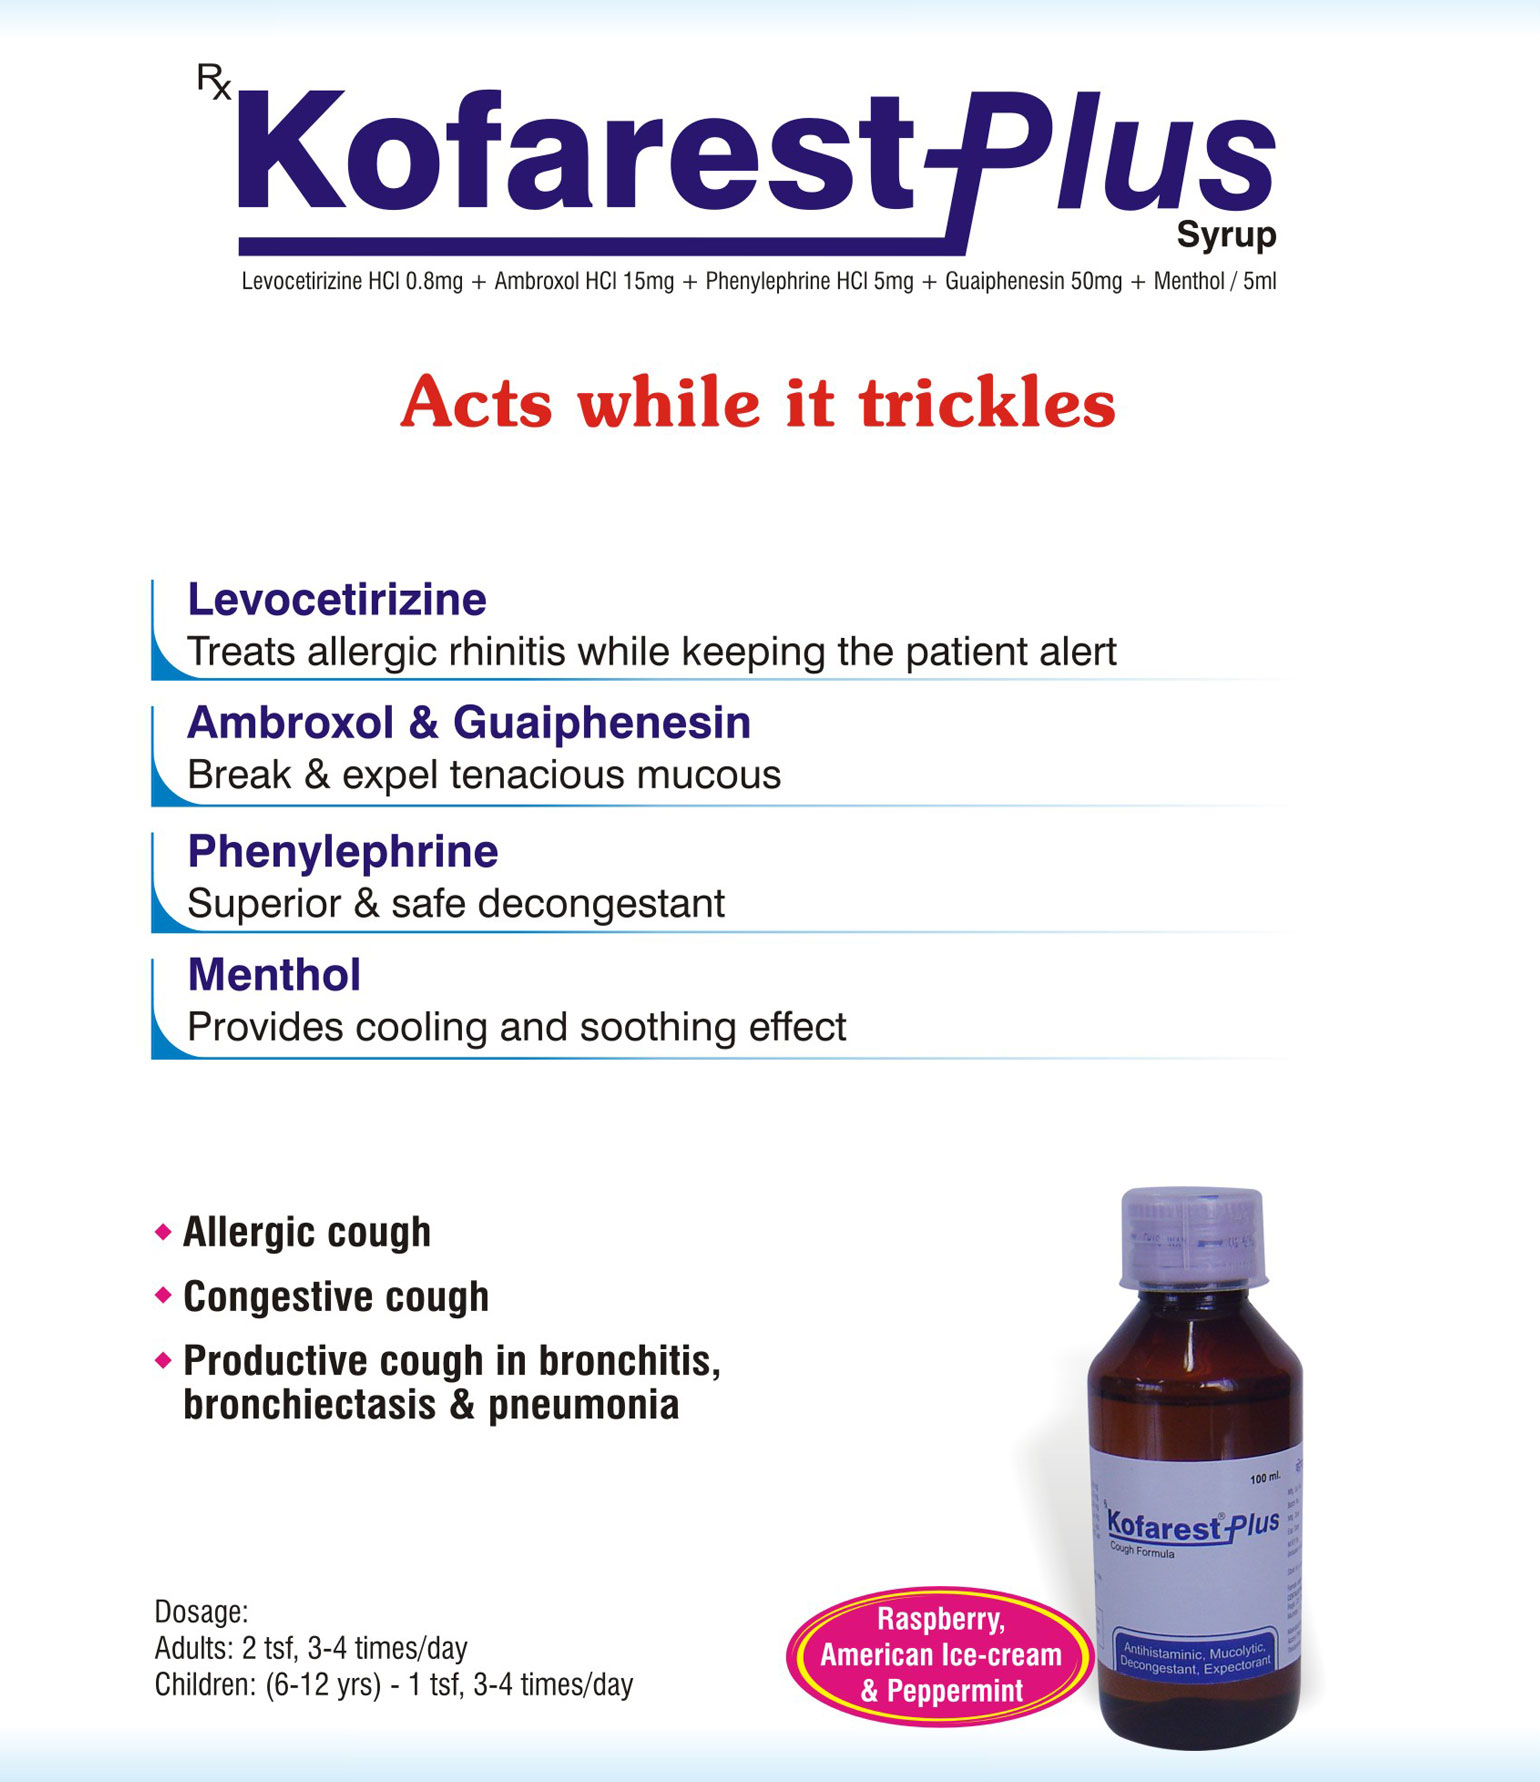 Rx
Kofarest Plus
Syrup
Levocetirizine HCl 0.8mg + Ambroxol HCl 15mg + Phenylephrine HCl 5mg + Guaiphenesin 50mg + Menthol / 5ml
Acts while it trickles
Levocetirizine
Treats allergic rhinitis while keeping the patient alert
Ambroxol & Guaiphenesin
Break & expel tenacious mucous
Phenylephrine
Superior & safe decongestant
Menthol
Provides cooling and soothing effect
Allergic cough
Congestive cough
Productive cough in bronchitis,
bronchiectasis & pneumonia
100 ml.
Rx
Kofarest® Plus
Cough Formula
Antihistaminic, Mucolytic,
Decongestant, Expectorant
Raspberry,
American Ice-cream
& Peppermint
Dosage:
Adults: 2 tsf, 3-4 times/day
Children: (6-12 yrs) - 1 tsf, 3-4 times/day